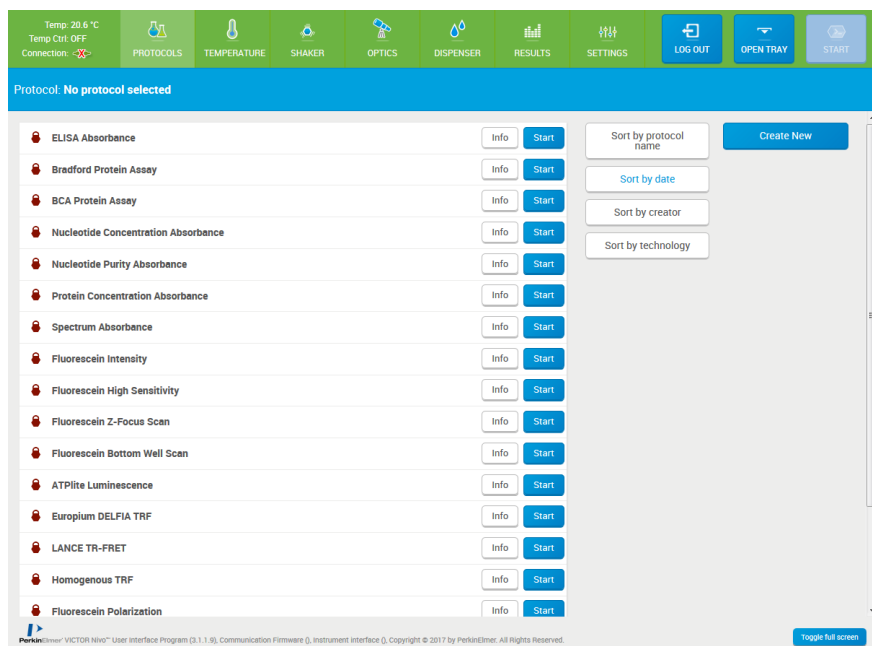 Temp: 20.6 °C
Temp Ctrl: OFF
Connection:
PROTOCOLS
TEMPERATURE
SHAKER
OPTICS
DISPENSER
RESULTS
SETTINGS
LOG OUT
OPEN TRAY
START
Protocol: No protocol selected
ELISA Absorbance Info Start
Bradford Protein Assay Info Start
BCA Protein Assay Info Start
Nucleotide Concentration Absorbance Info Start
Nucleotide Purity Absorbance Info Start
Protein Concentration Absorbance Info Start
Spectrum Absorbance Info Start
Fluorescein Intensity Info Start
Fluorescein High Sensitivity Info Start
Fluorescein Z-Focus Scan Info Start
Fluorescein Bottom Well Scan Info Start
ATPlite Luminescence Info Start
Europium DELFIA TRF Info Start
LANCE TR-FRET Info Start
Homogenous TRF Info Start
Fluorescein Polarization Info Start
Sort by protocol
name
Sort by date
Sort by creator
Sort by technology
Create New
PerkinElmer VICTOR Nivo™ User Interface Program (3.1.1.9), Communication Firmware (), Instrument interface (), Copyright © 2017 by PerkinElmer. All Rights Reserved.
Toggle full screen